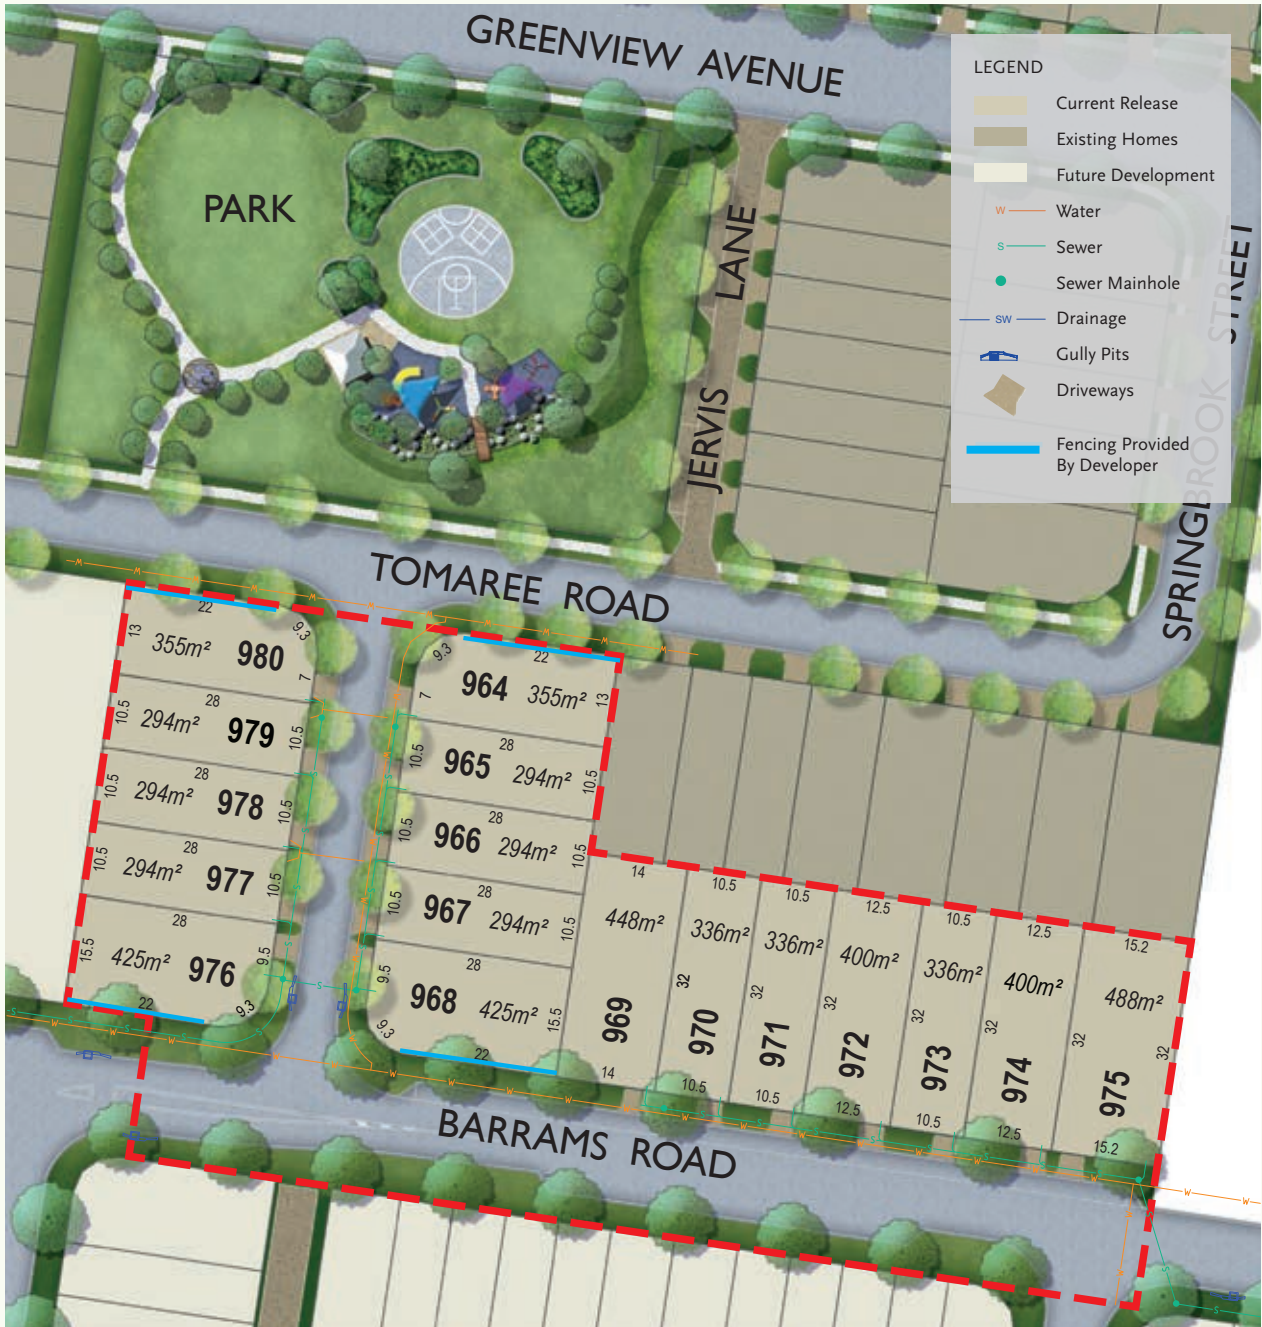 GREENVIEW AVENUE
LEGEND
Current Release
Existing Homes
Future Development
W Water
S Sewer
Sewer Mainhole
SW Drainage
Gully Pits
Driveways
Fencing Provided
By Developer
PARK
JERVIS LANE
SPRINGBROOK STREET
TOMAREE ROAD
22
13 355m² 980 9.3
7
28
10.5 294m² 979 10.5
28
10.5 294m² 978 10.5
28
10.5 294m² 977 10.5
28
15.5 425m² 976 9.5
22 9.3
22
9.3 964 355m² 13
7
28
10.5 965 294m² 10.5
28
10.5 966 294m² 10.5
28
10.5 967 294m² 10.5
28
9.5 968 425m² 15.5
9.3 22
14
448m²
969
14
10.5
336m²
32
970
10.5
10.5
336m²
32
971
10.5
12.5
400m²
32
972
12.5
10.5
336m²
32
973
10.5
12.5
400m²
32
974
12.5
15.2
488m²
32 32
975
15.2
BARRAMS ROAD